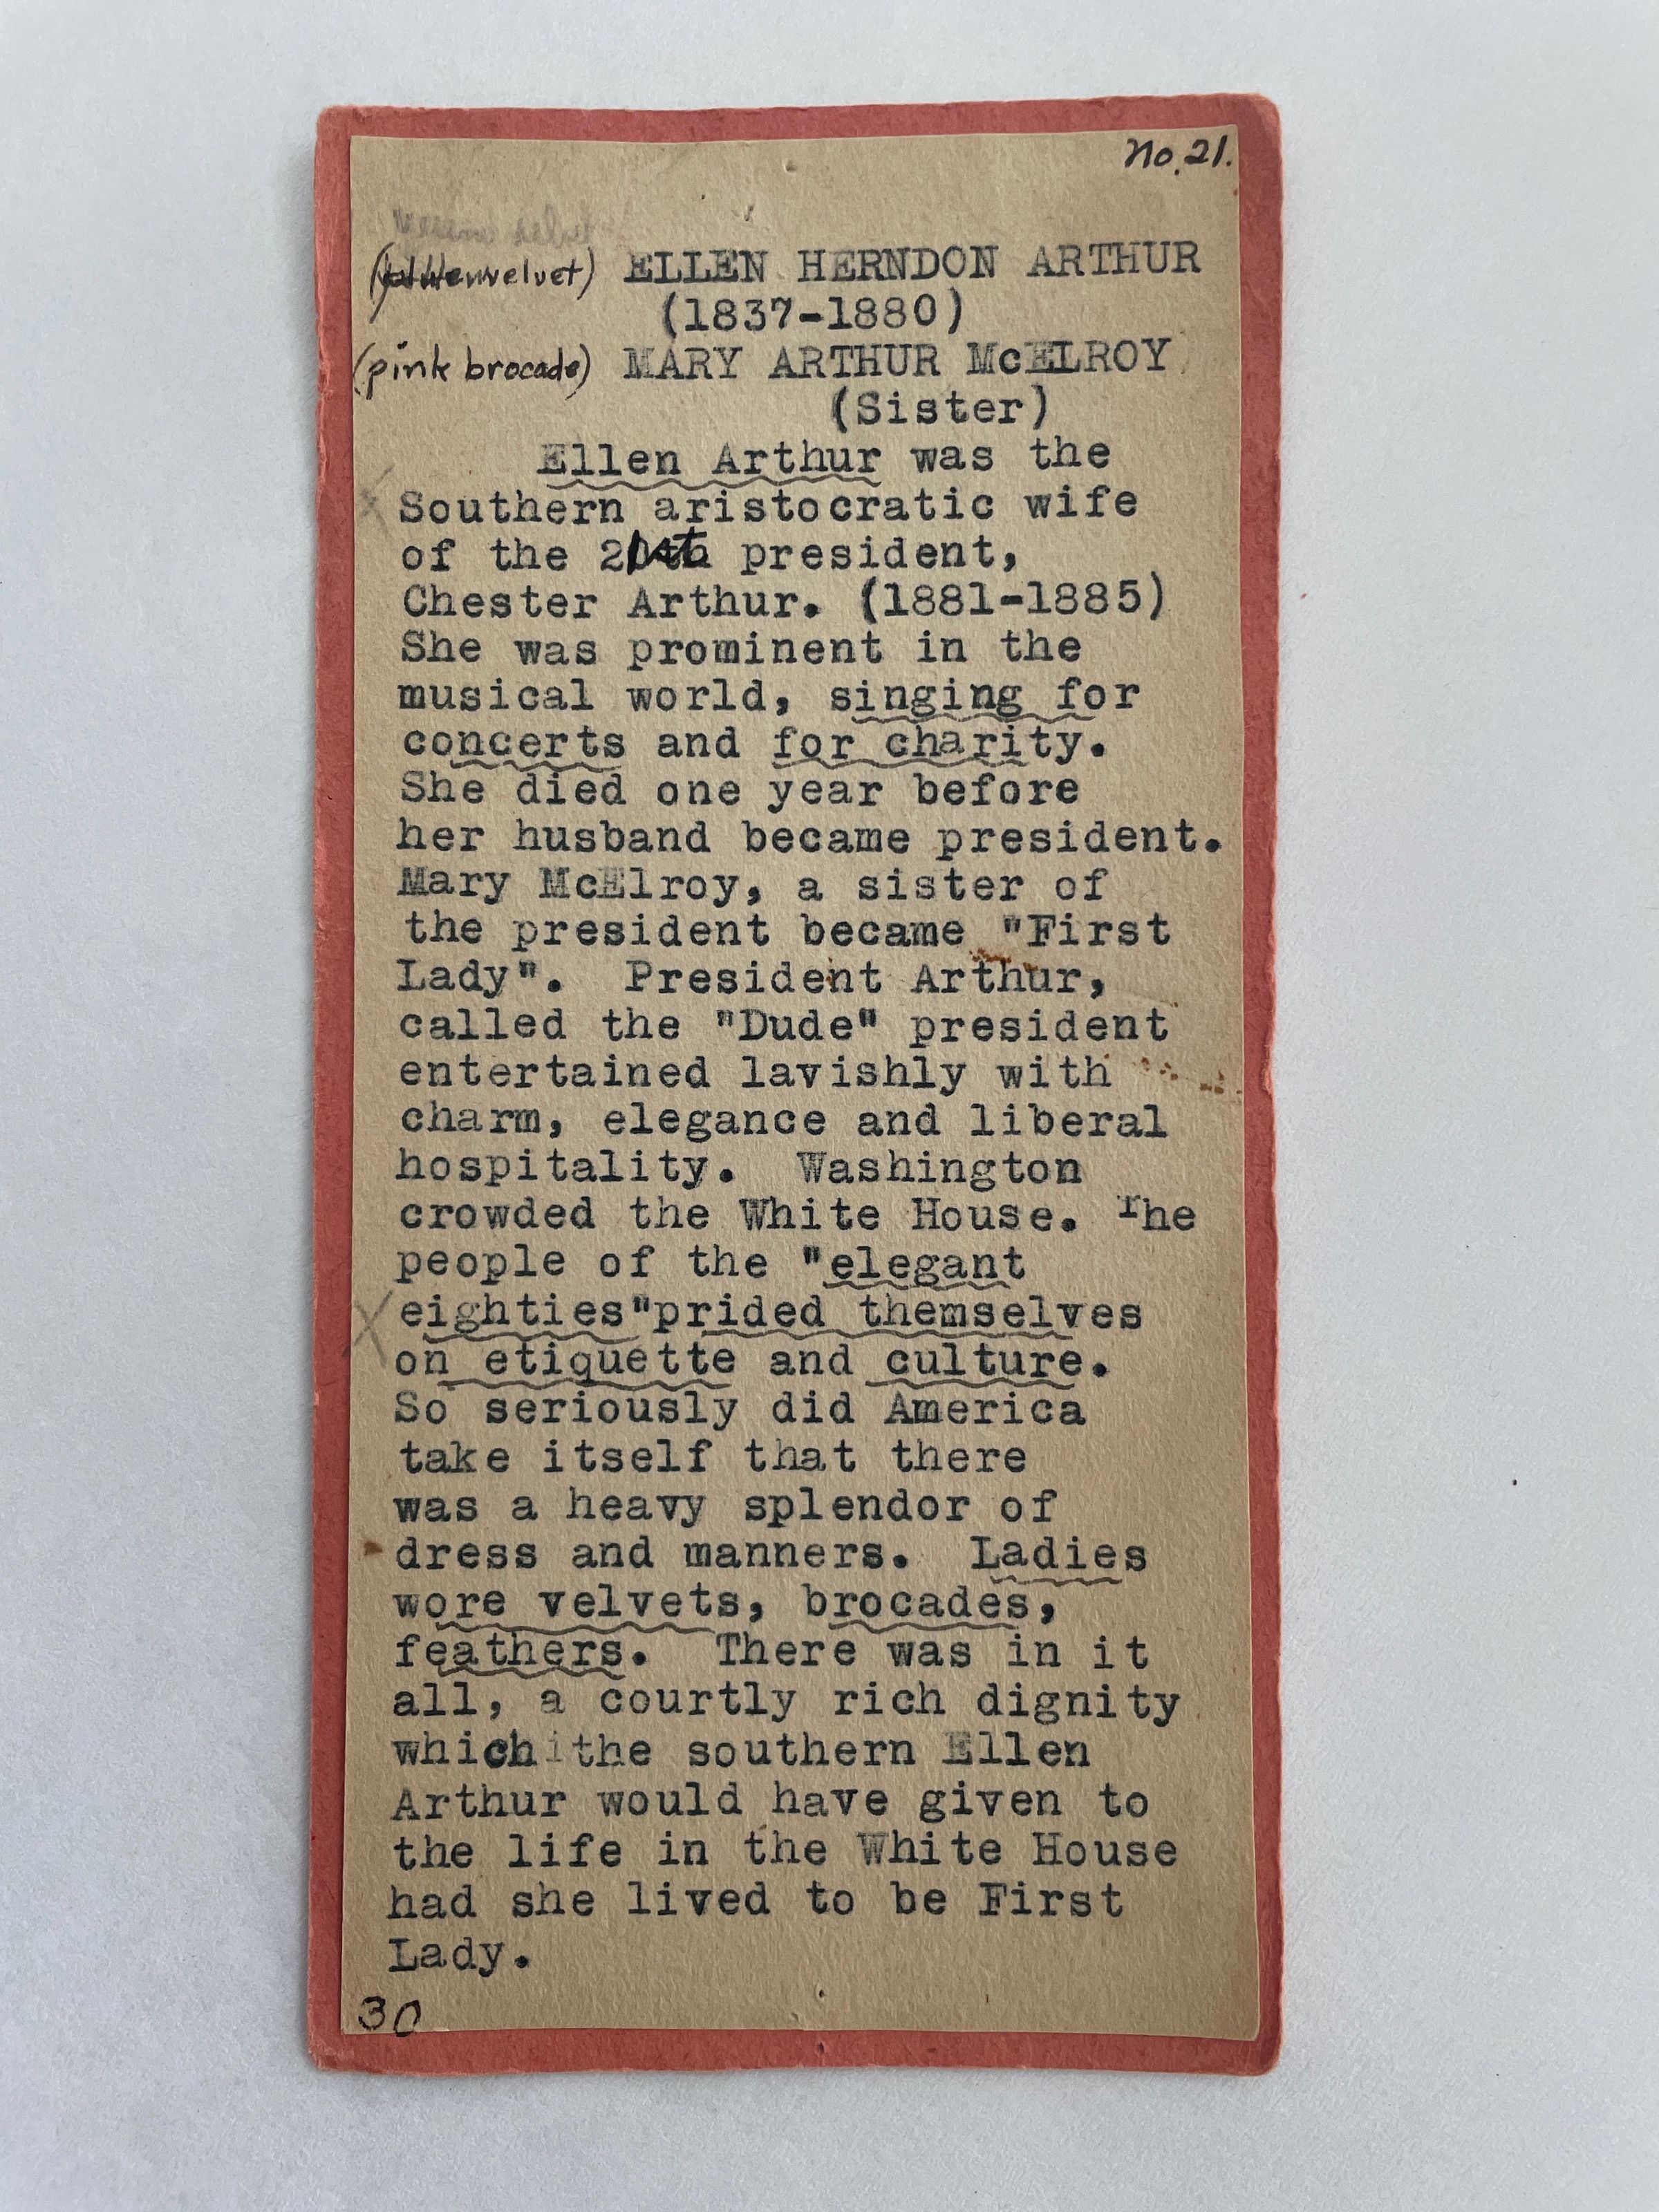 no. 21.
velvet) ELLEN HERNDON ARTHUR
(1837-1880)
(pink brocade) MARY ARTHUR McELROY
(Sister)
Ellen Arthur was the
Southern aristocratic wife
of the 21st president,
Chester Arthur. (1881-1885)
She was prominent in the
musical world, singing for
concerts and for charity.
She died one year before
her husband became president.
Mary McElroy, a sister of
the president became "First
Lady". President Arthur,
called the "Dude" president
entertained lavishly with
charm, elegance and liberal
hospitality. Washington
crowded the White House. The
people of the "elegant
eighties"prided themselves
on etiquette and culture.
So seriously did America
take itself that there
was a heavy splendor of
dress and manners. Ladies
wore velvets, brocades,
feathers. There was in it
all, a courtly rich dignity
which the southern Ellen
Arthur would have given to
the life in the White House
had she lived to be First
Lady.
30